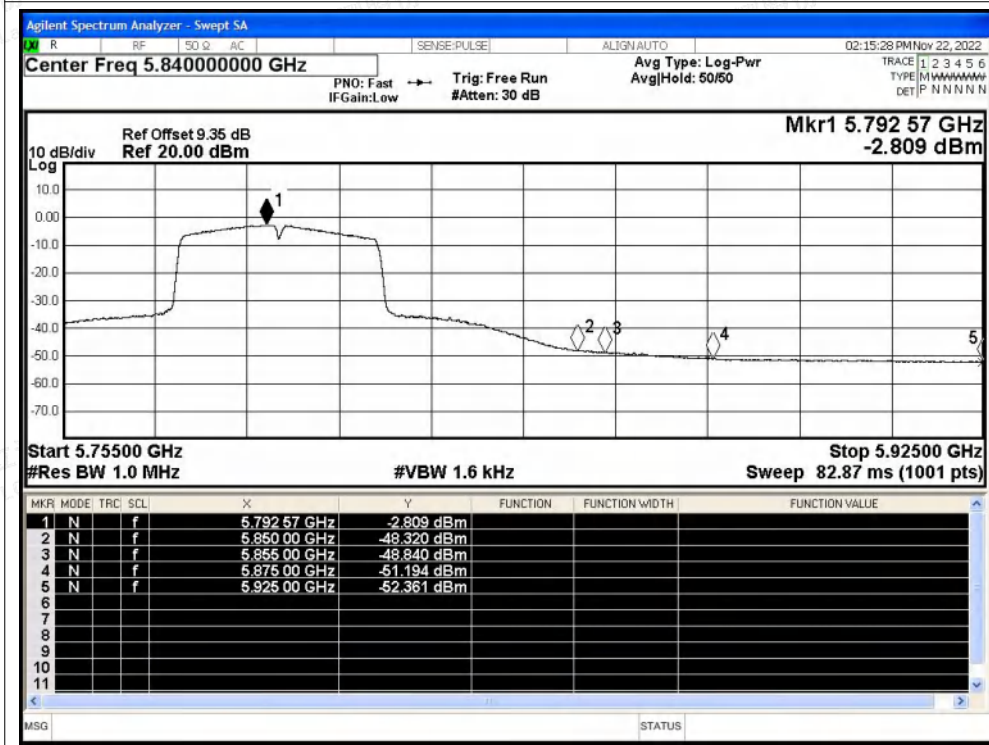 Agilent Spectrum Analyzer - Swept SA
LXI R RF 50 Ω AC SENSE:PULSE ALIGN AUTO 02:15:28 PM Nov 22, 2022
Center Freq 5.840000000 GHz
PNO: Fast
IFGain:Low
Trig: Free Run
#Atten: 30 dB
Avg Type: Log-Pwr
Avg|Hold: 50/50
TRACE 1 2 3 4 5 6
TYPE M
DET P N N N N N
Ref Offset 9.35 dB
10 dB/div Ref 20.00 dBm
Log
Mkr1 5.792 57 GHz
-2.809 dBm
10.0
0.00
-10.0
-20.0
-30.0
-40.0
-50.0
-60.0
-70.0
1
2 3 4 5
Start 5.75500 GHz Stop 5.92500 GHz
#Res BW 1.0 MHz #VBW 1.6 kHz Sweep 82.87 ms (1001 pts)
MKR MODE TRC SCL X Y FUNCTION FUNCTION WIDTH FUNCTION VALUE
1 N f 5.792 57 GHz -2.809 dBm
2 N f 5.850 00 GHz -48.320 dBm
3 N f 5.855 00 GHz -48.840 dBm
4 N f 5.875 00 GHz -51.194 dBm
5 N f 5.925 00 GHz -52.361 dBm
6
7
8
9
10
11
MSG STATUS